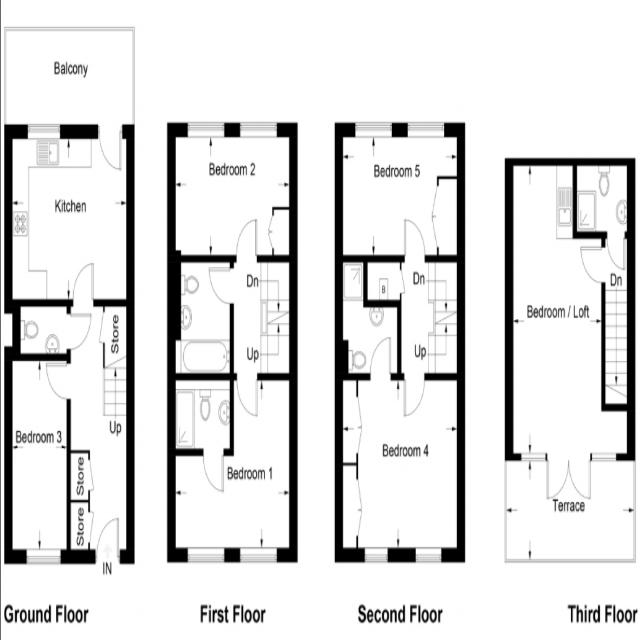 Balcony
Kitchen
Store
Up
Bedroom 3
Store
Store
IN
Ground Floor
Bedroom 2
Dn
Up
Bedroom 1
First Floor
Bedroom 5
B
Dn
Up
Bedroom 4
Second Floor
Bedroom / Loft
Dn
Terrace
Third Floor